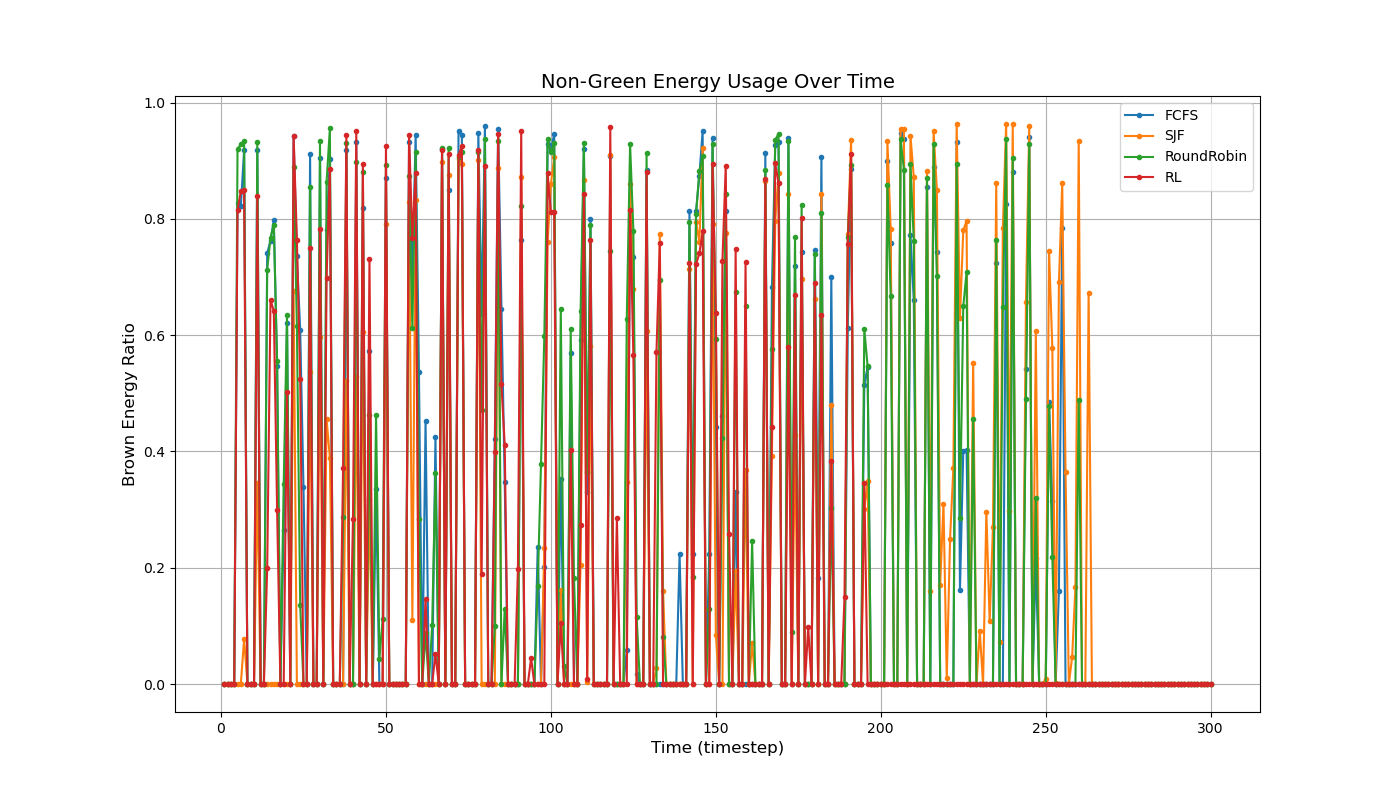 Non-Green Energy Usage Over Time
1.0
0.8
0.6
0.4
0.2
0.0
Brown Energy Ratio
0 50 100 150 200 250 300
Time (timestep)
FCFS
SJF
RoundRobin
RL